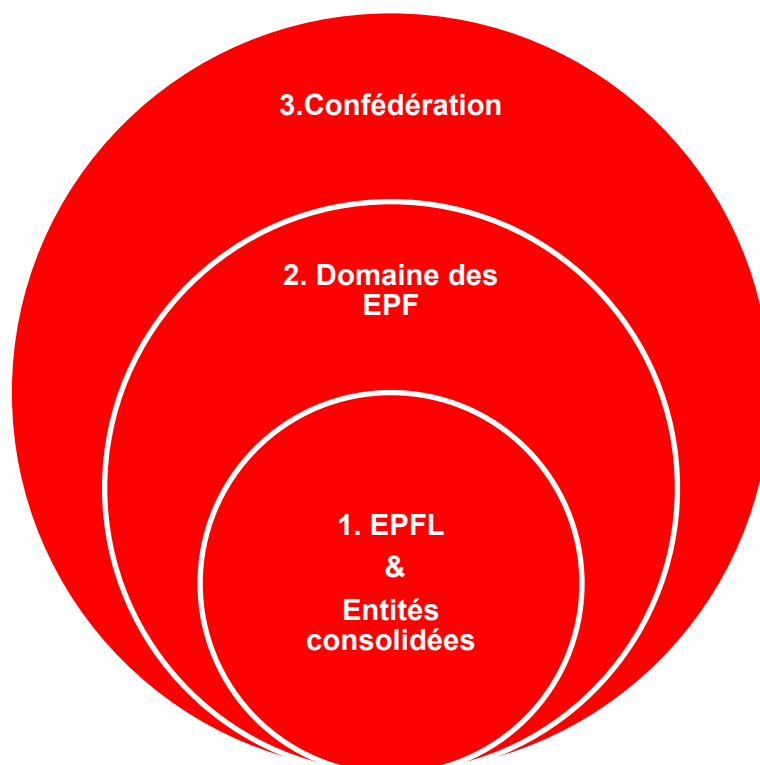 3.Confédération
2. Domaine des
EPF
1. EPFL
&
Entités
consolidées